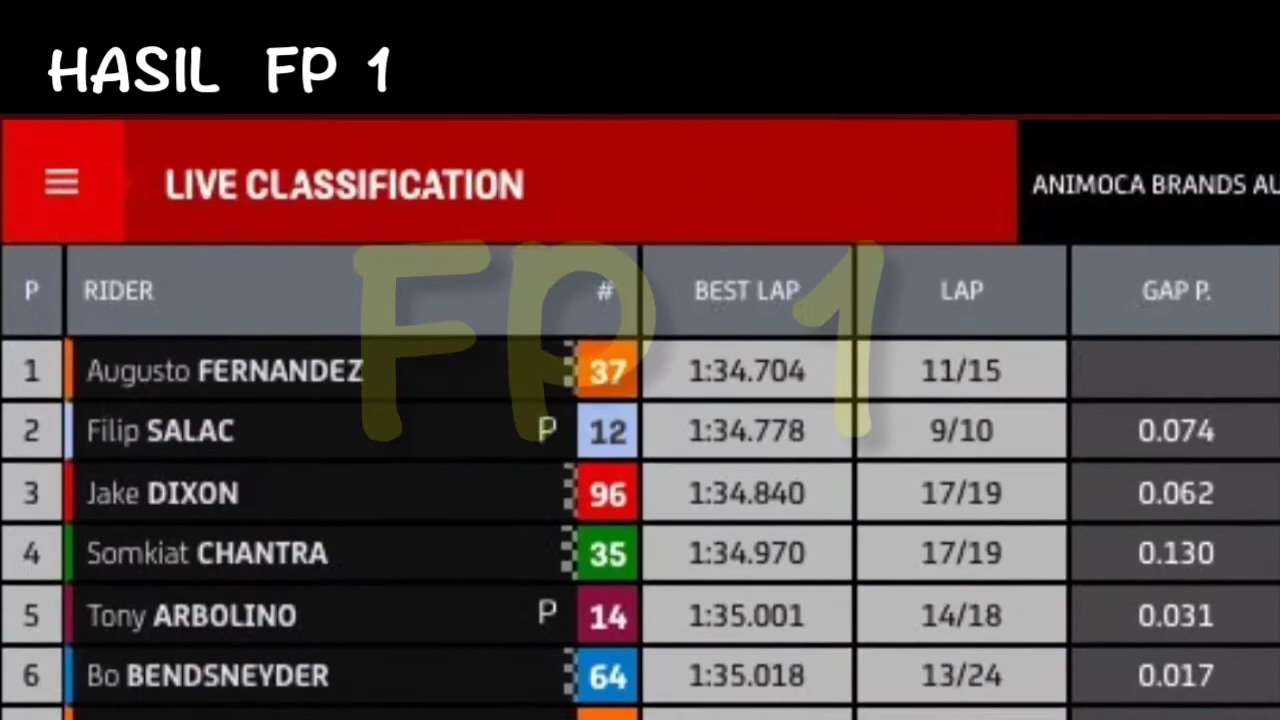 HASIL FP 1
LIVE CLASSIFICATION
ANIMOCA BRANDS AU
FP 1
P RIDER # BEST LAP LAP GAP P.
1 Augusto FERNANDEZ 37 1:34.704 11/15
2 Filip SALAC P 12 1:34.778 9/10 0.074
3 Jake DIXON 96 1:34.840 17/19 0.062
4 Somkiat CHANTRA 35 1:34.970 17/19 0.130
5 Tony ARBOLINO P 14 1:35.001 14/18 0.031
6 Bo BENDSNEYDER 64 1:35.018 13/24 0.017